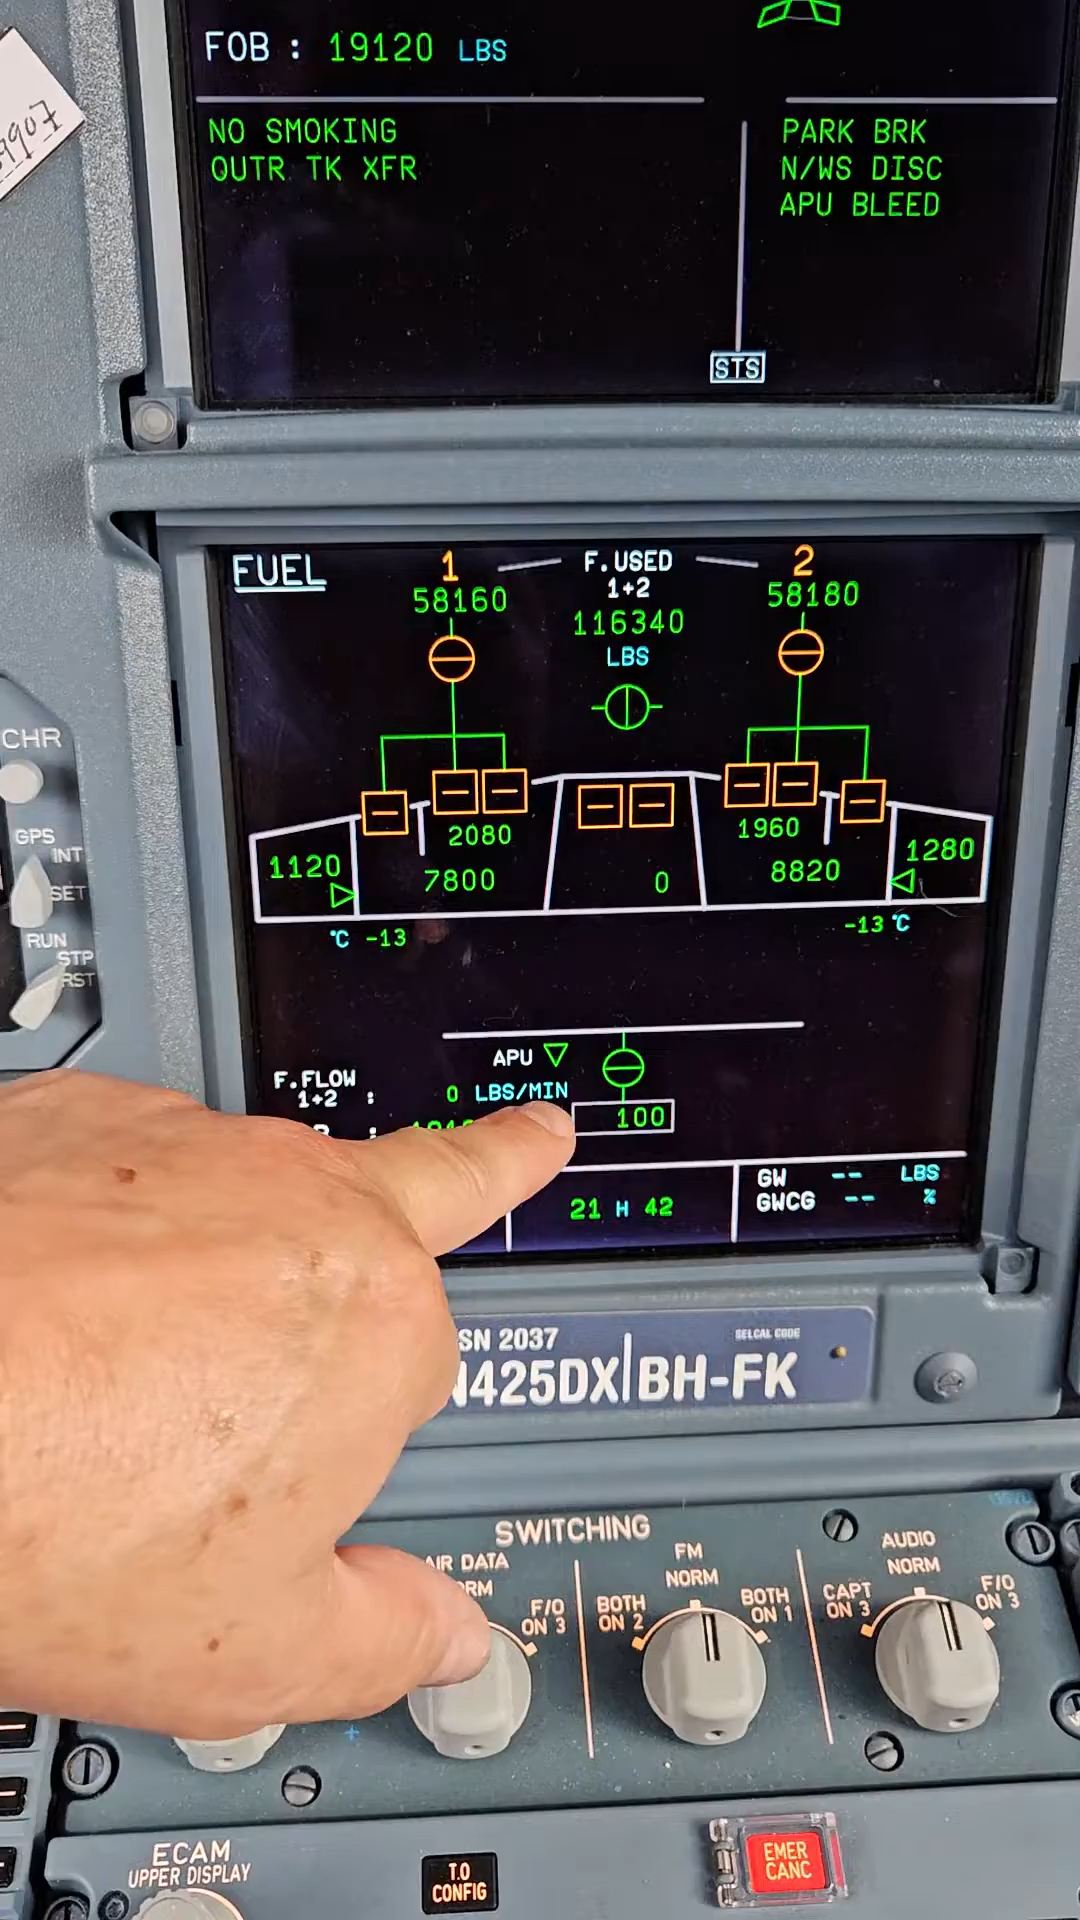 FOB : 19120 LBS
NO SMOKING
OUTR TK XFR
PARK BRK
N/WS DISC
APU BLEED
STS
FUEL
1
F.USED
2
1+2
58160
58180
116340
LBS
2080
1960
1120
7800
0
8820
1280
°C -13
-13 °C
APU
F.FLOW
1+2 : 0 LBS/MIN
100
21 H 42
GW -- LBS
GWCG -- %
CHR
GPS
INT
SET
RUN
STP
RST
SN 2037
SELCAL CODE
N425DX|BH-FK
SWITCHING
AIR DATA
NORM
F/O
ON 3
FM
NORM
BOTH
ON 2
BOTH
ON 1
AUDIO
NORM
CAPT
ON 3
F/O
ON 3
ECAM
UPPER DISPLAY
T.O
CONFIG
EMER
CANC